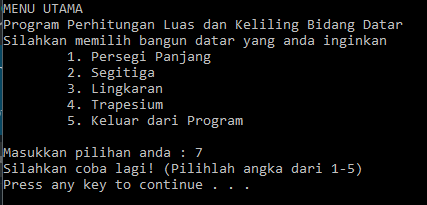 MENU UTAMA
Program Perhitungan Luas dan Keliling Bidang Datar
Silahkan memilih bangun datar yang anda inginkan
1. Persegi Panjang
2. Segitiga
3. Lingkaran
4. Trapesium
5. Keluar dari Program
Masukkan pilihan anda : 7
Silahkan coba lagi! (Pilihlah angka dari 1-5)
Press any key to continue . . .